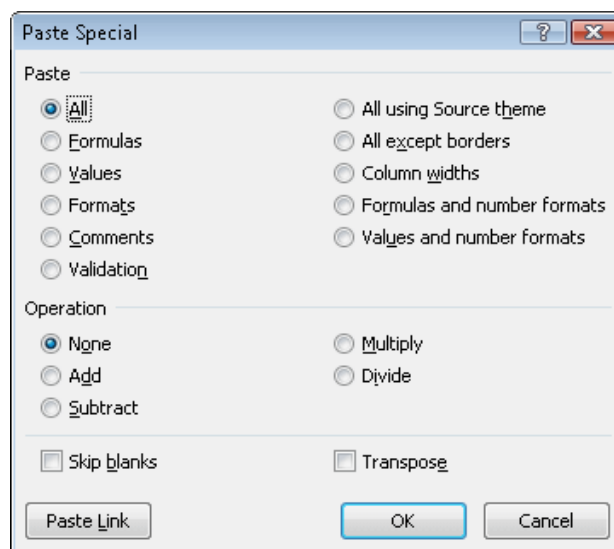 Paste Special
Paste
All
All using Source theme
Formulas
All except borders
Values
Column widths
Formats
Formulas and number formats
Comments
Values and number formats
Validation
Operation
None
Multiply
Add
Divide
Subtract
Skip blanks
Transpose
Paste Link
OK
Cancel